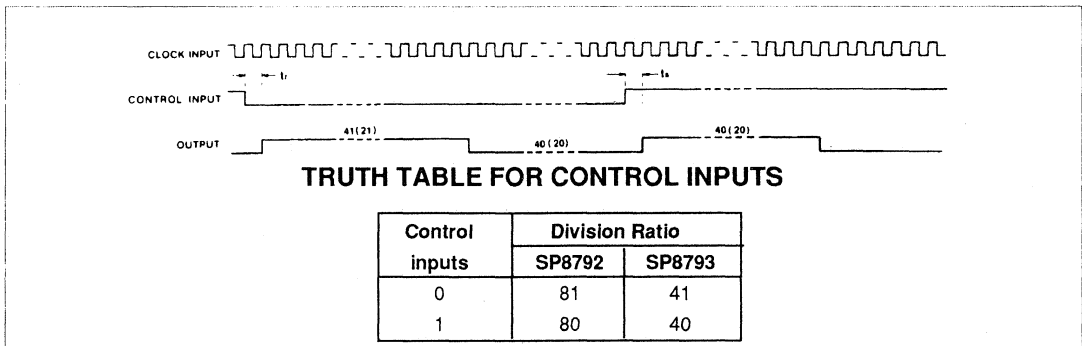 CLOCK INPUT
tr
ts
CONTROL INPUT
OUTPUT
41(21)
40(20)
40(20)
TRUTH TABLE FOR CONTROL INPUTS
Control inputs
Division Ratio
SP8792 SP8793
0 81 41
1 80 40